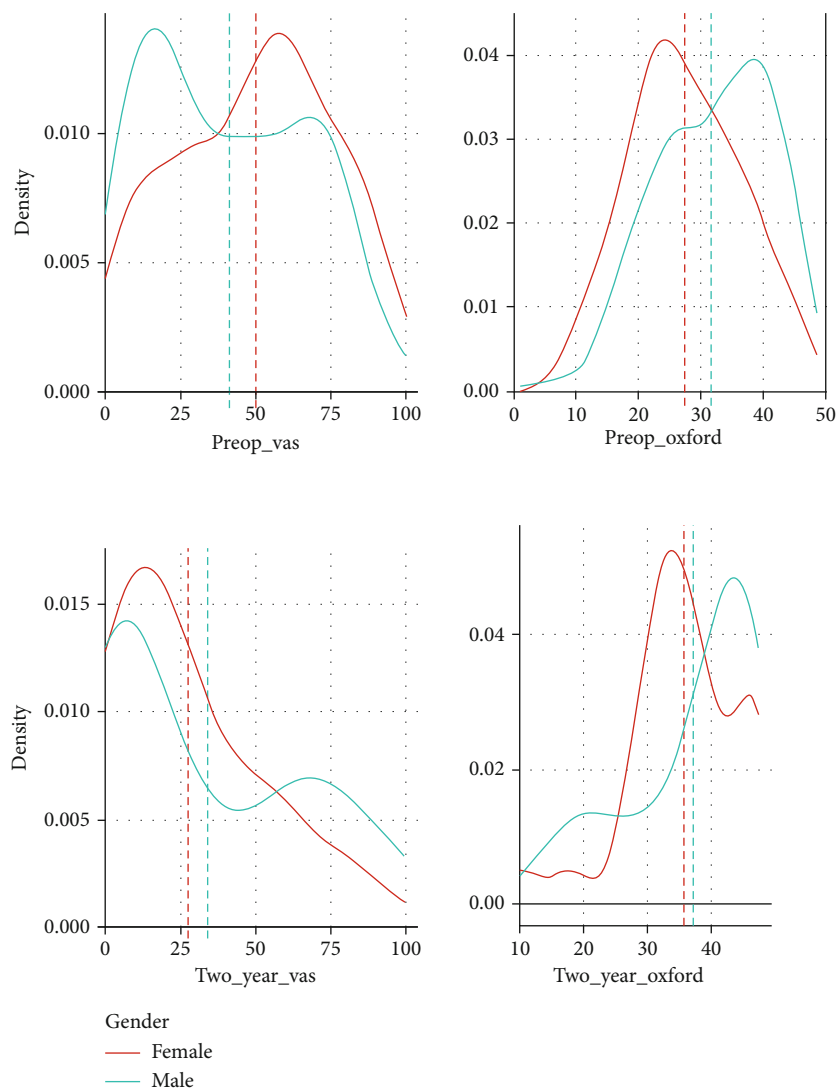 Density
0.010
0.005
0.000
0 25 50 75 100
Preop_vas
0.04
0.03
0.02
0.01
0.00
0 10 20 30 40 50
Preop_oxford
Density
0.015
0.010
0.005
0.000
0 25 50 75 100
Two_year_vas
0.04
0.02
0.00
10 20 30 40
Two_year_oxford
Gender
Female
Male